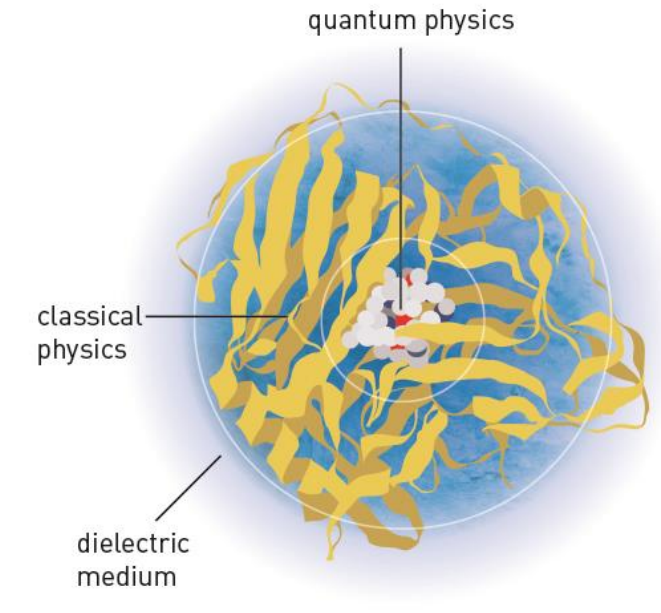 quantum physics
classical
physics
dielectric
medium